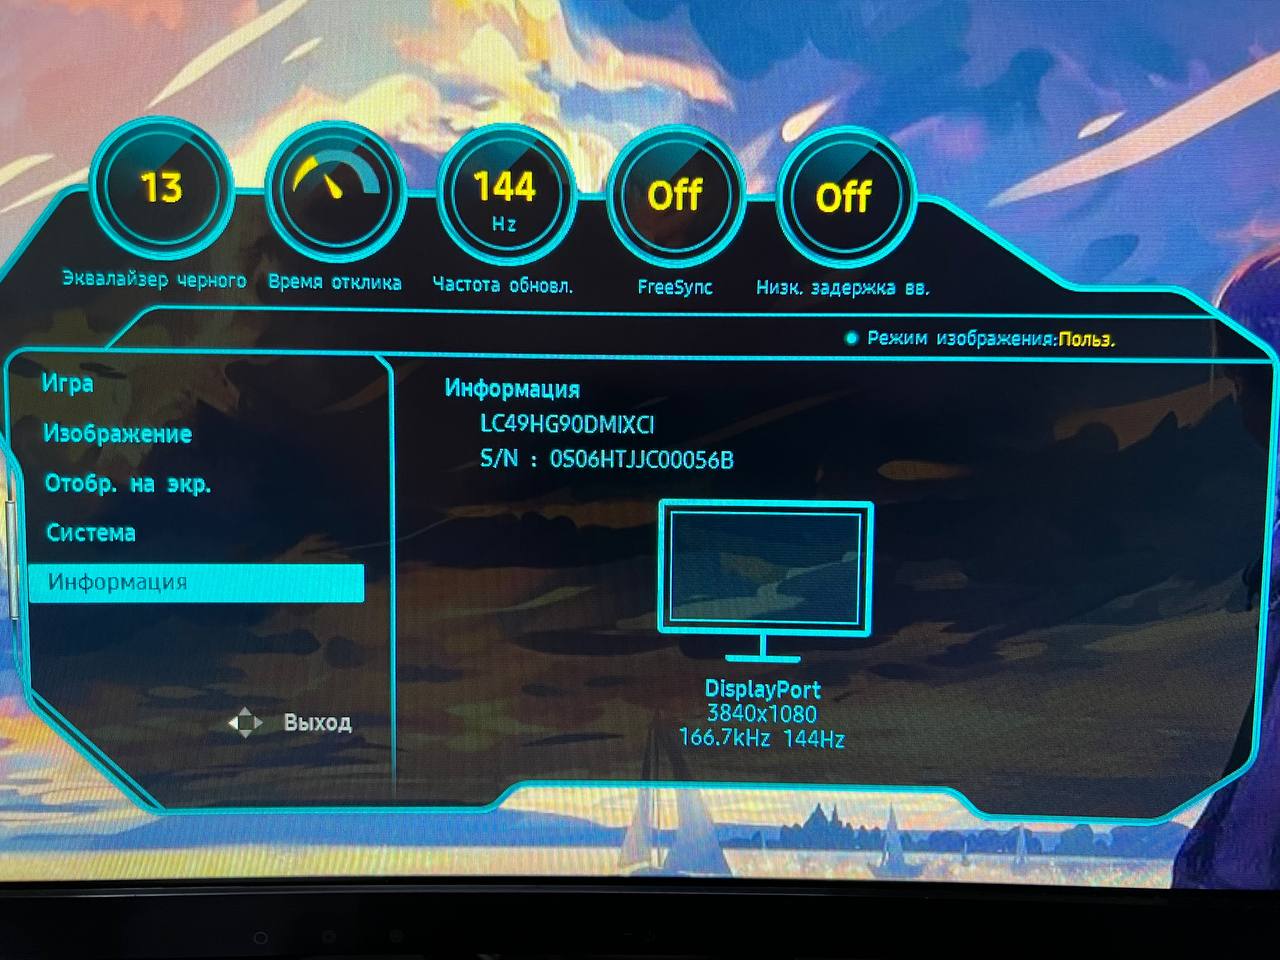 13
144
Hz
Off
Off
Эквалайзер черного
Время отклика
Частота обновл.
FreeSync
Низк. задержка вв.
Режим изображения:Польз.
Игра
Изображение
Отобр. на экр.
Система
Информация
Выход
Информация
LC49HG90DMIXCI
S/N : 0S06HTJJC00056B
DisplayPort
3840x1080
166.7kHz 144Hz